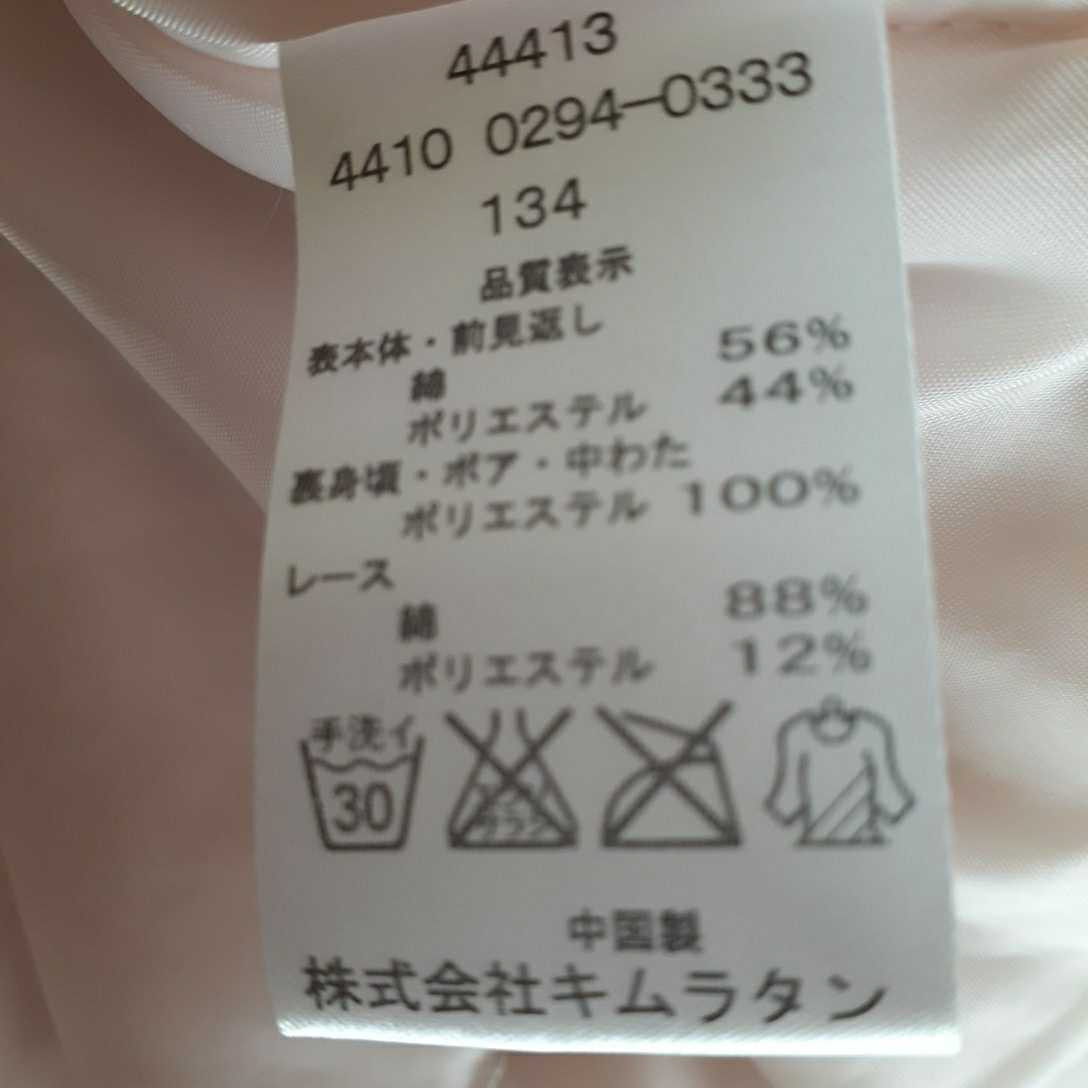 44413
4410 0294-0333
134
品質表示
表本体・前見返し
綿 56%
ポリエステル 44%
裏身頃・ボア・中わた
ポリエステル 100%
レース
綿 88%
ポリエステル 12%
手洗イ
30
中国製
株式会社キムラタン